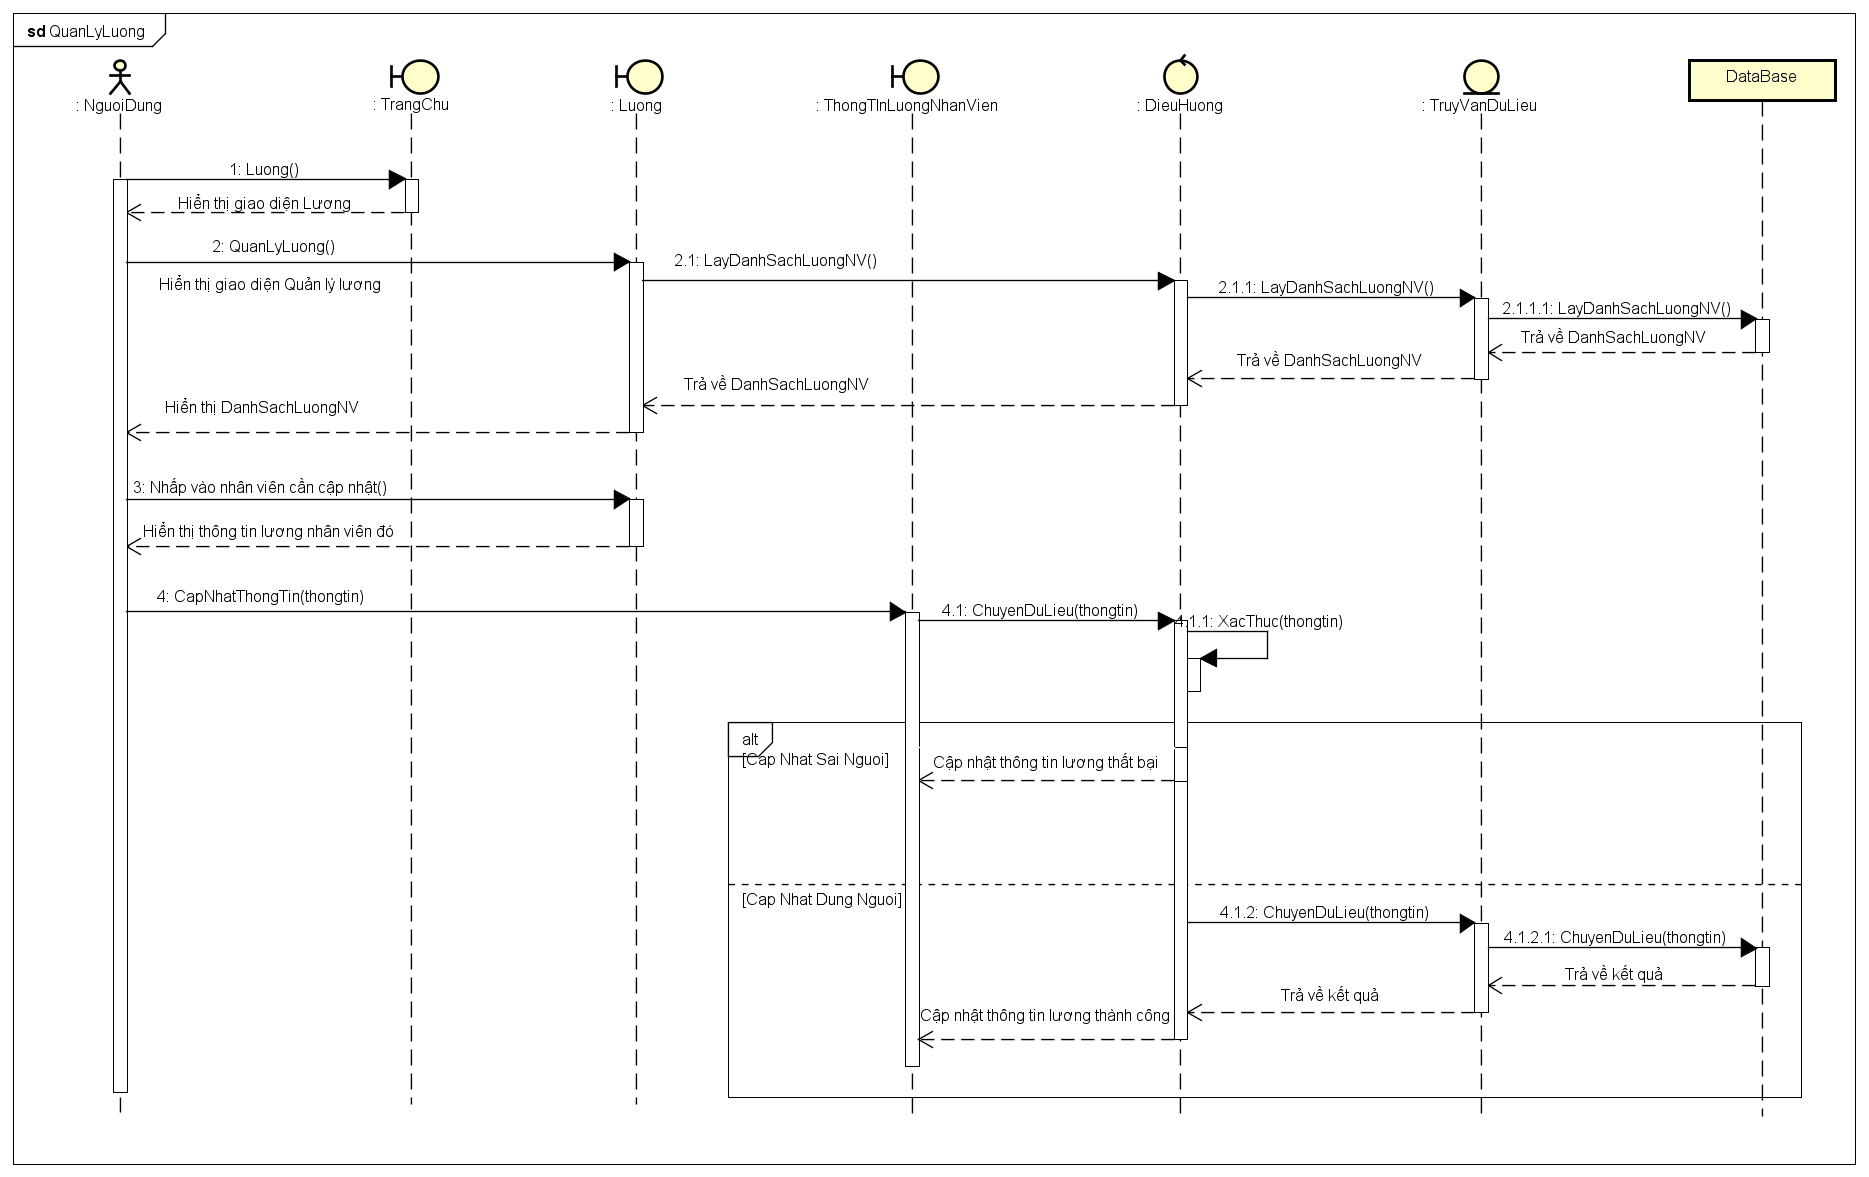 sd QuanLyLuong
: NguoiDung
: TrangChu
: Luong
: ThongTInLuongNhanVien
: DieuHuong
: TruyVanDuLieu
DataBase
1: Luong()
Hiển thị giao diện Lương
2: QuanLyLuong()
2.1: LayDanhSachLuongNV()
Hiển thị giao diện Quản lý lương
2.1.1: LayDanhSachLuongNV()
2.1.1.1: LayDanhSachLuongNV()
Trả về DanhSachLuongNV
Trả về DanhSachLuongNV
Trả về DanhSachLuongNV
Hiển thị DanhSachLuongNV
3: Nhấp vào nhân viên cần cập nhật()
Hiển thị thông tin lương nhân viên đó
4: CapNhatThongTin(thongtin)
4.1: ChuyenDuLieu(thongtin)
4.1.1: XacThuc(thongtin)
alt
[Cap Nhat Sai Nguoi]
Cập nhật thông tin lương thất bại
[Cap Nhat Dung Nguoi]
4.1.2: ChuyenDuLieu(thongtin)
4.1.2.1: ChuyenDuLieu(thongtin)
Trả về kết quả
Trả về kết quả
Cập nhật thông tin lương thành công